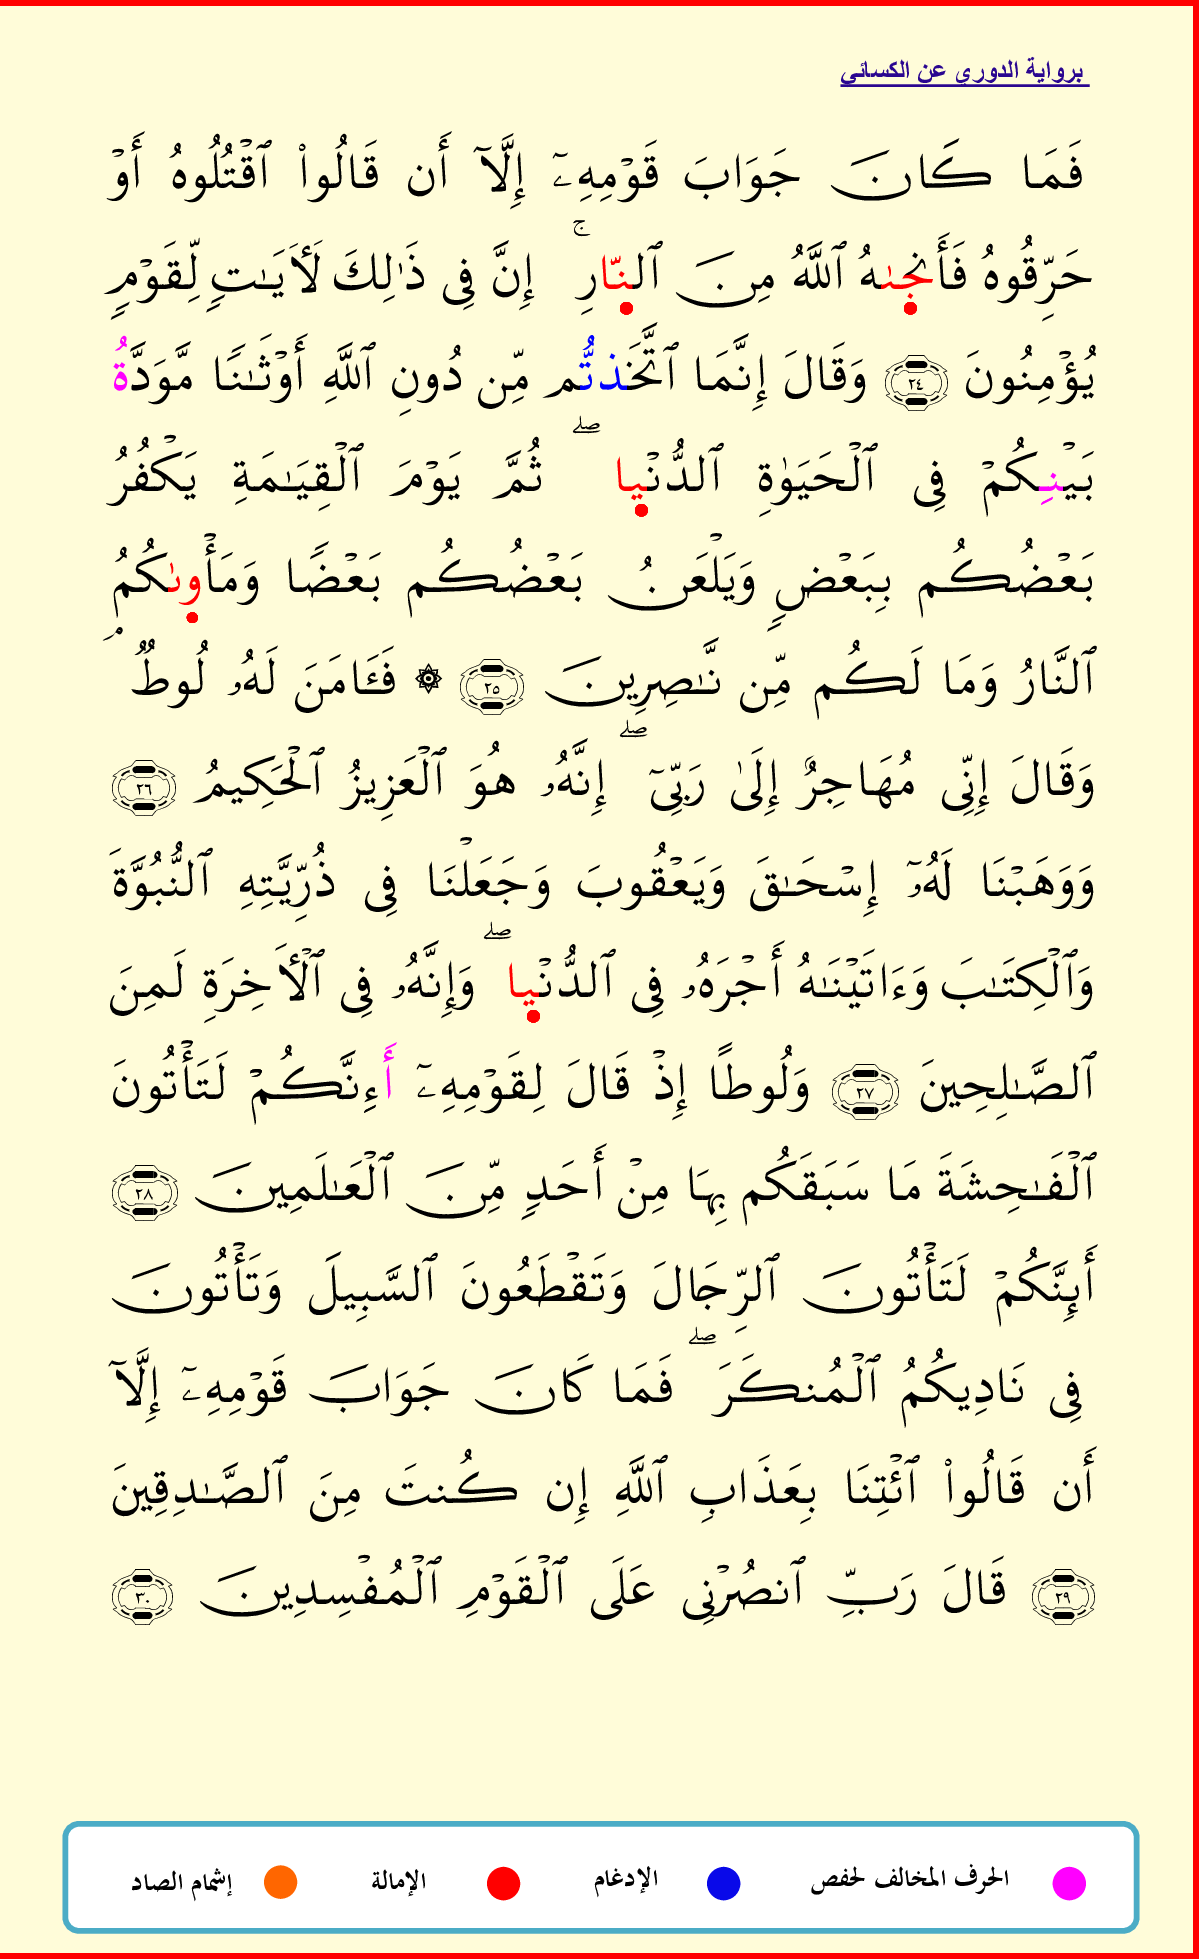 برواية الدوري عن الكسائي
فَمَا كَانَ جَوَابَ قَوْمِهِۦٓ إِلَّآ أَن قَالُوا۟ ٱقْتُلُوهُ أَوْ
حَرِّقُوهُ فَأَنجَىٰهُ ٱللَّهُ مِنَ ٱلنَّارِ ۚ إِنَّ فِى ذَٰلِكَ لَأٓيَٰتٍ لِّقَوْمٍ
يُؤْمِنُونَ ٢٤ وَقَالَ إِنَّمَا ٱتَّخَذتُّم مِّن دُونِ ٱللَّهِ أَوْثَٰنًا مَّوَدَّةُ
بَيْنِكُمْ فِى ٱلْحَيَوٰةِ ٱلدُّنْيَا ۖ ثُمَّ يَوْمَ ٱلْقِيَٰمَةِ يَكْفُرُ
بَعْضُكُم بِبَعْضٍ وَيَلْعَنُ بَعْضُكُم بَعْضًا وَمَأْوَىٰكُمُ
ٱلنَّارُ وَمَا لَكُم مِّن نَّٰصِرِينَ ٢٥ ۞ فَـَٔامَنَ لَهُۥ لُوطٌ ۘ
وَقَالَ إِنِّى مُهَاجِرٌ إِلَىٰ رَبِّىٓ ۖ إِنَّهُۥ هُوَ ٱلْعَزِيزُ ٱلْحَكِيمُ ٢٦
وَوَهَبْنَا لَهُۥٓ إِسْحَٰقَ وَيَعْقُوبَ وَجَعَلْنَا فِى ذُرِّيَّتِهِ ٱلنُّبُوَّةَ
وَٱلْكِتَٰبَ وَءَاتَيْنَٰهُ أَجْرَهُۥ فِى ٱلدُّنْيَا ۖ وَإِنَّهُۥ فِى ٱلْأَخِرَةِ لَمِنَ
ٱلصَّٰلِحِينَ ٢٧ وَلُوطًا إِذْ قَالَ لِقَوْمِهِۦٓ أَءِنَّكُمْ لَتَأْتُونَ
ٱلْفَٰحِشَةَ مَا سَبَقَكُم بِهَا مِنْ أَحَدٍ مِّنَ ٱلْعَٰلَمِينَ ٢٨
أَئِنَّكُمْ لَتَأْتُونَ ٱلرِّجَالَ وَتَقْطَعُونَ ٱلسَّبِيلَ وَتَأْتُونَ
فِى نَادِيكُمُ ٱلْمُنكَرَ ۖ فَمَا كَانَ جَوَابَ قَوْمِهِۦٓ إِلَّآ
أَن قَالُوا۟ ٱئْتِنَا بِعَذَابِ ٱللَّهِ إِن كُنتَ مِنَ ٱلصَّٰدِقِينَ
٢٩ قَالَ رَبِّ ٱنصُرْنِى عَلَى ٱلْقَوْمِ ٱلْمُفْسِدِينَ ٣٠
الحرف المخالف لحفص الإدغام الإمالة إشمام الصاد